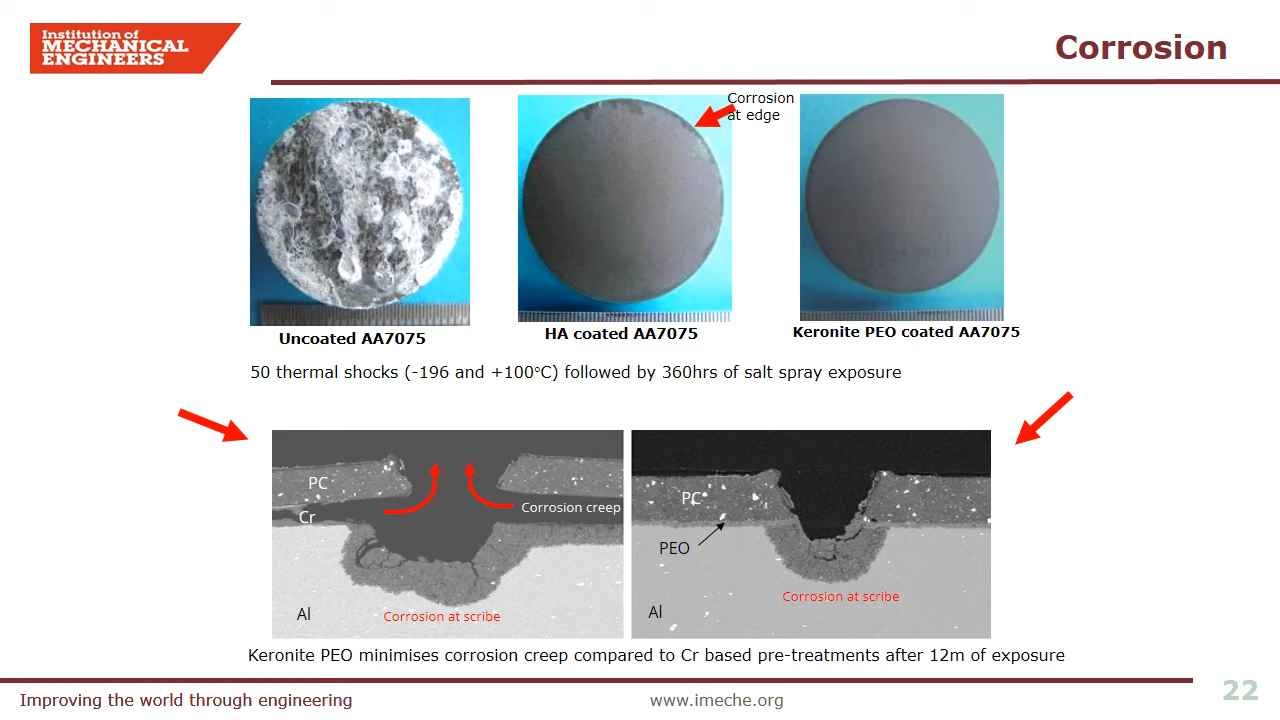 Institution of
MECHANICAL
ENGINEERS
Corrosion
Corrosion
at edge
Uncoated AA7075
HA coated AA7075
Keronite PEO coated AA7075
50 thermal shocks (-196 and +100°C) followed by 360hrs of salt spray exposure
PC
Cr
Corrosion creep
Al
Corrosion at scribe
PC
PEO
Al
Corrosion at scribe
Keronite PEO minimises corrosion creep compared to Cr based pre-treatments after 12m of exposure
Improving the world through engineering
www.imeche.org
22